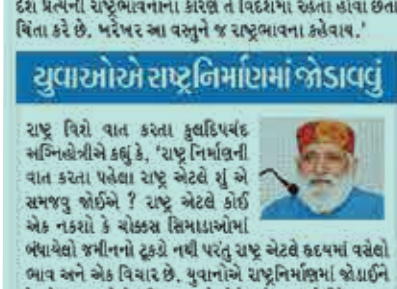 દેશ પ્રત્યેની રાષ્ટ્રભાવનાના કારણે તે વિદેશમાં રહેતા હોવા છતાં
ચિંતા કરે છે. ખરેખર આ વસ્તુને જ રાષ્ટ્રભાવના કહેવાય.'
યુવાઓએ રાષ્ટ્રનિર્માણમાં જોડાવવું
રાષ્ટ્ર વિશે વાત કરતા કુલદિપચંદ
અગ્નિહોત્રીએ કહ્યું કે, 'રાષ્ટ્ર નિર્માણની
વાત કરતા પહેલા રાષ્ટ્ર એટલે શું એ
સમજવુ જોઈએ ? રાષ્ટ્ર એટલે કોઈ
એક નકશો કે ચોક્કસ સિમાડાઓમાં
બંધાયેલો જમીનનો ટૂકડો નથી પરંતુ રાષ્ટ્ર એટલે હૃદયમાં વસેલો
ભાવ અને એક વિચાર છે. યુવાનોએ રાષ્ટ્રનિર્માણમાં જોડાઈને